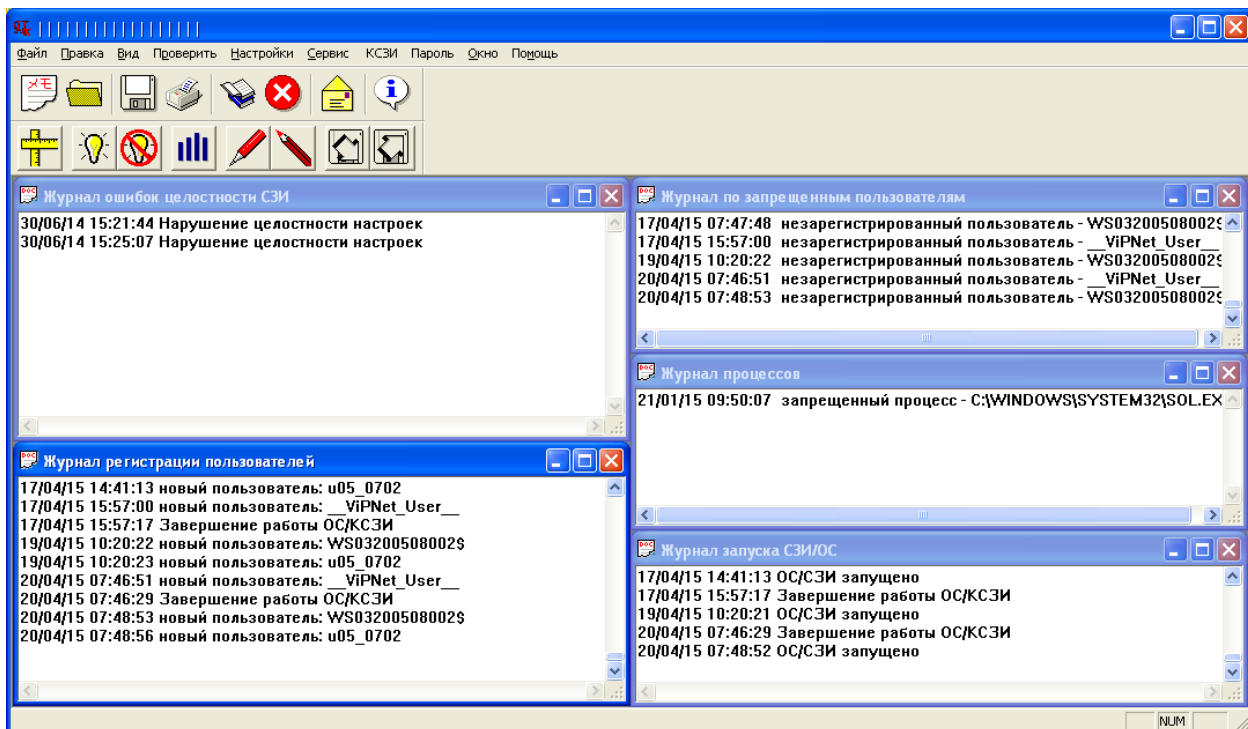 Файл Правка Вид Проверить Настройки Сервис КСЗИ Пароль Окно Помощь
Журнал ошибок целостности СЗИ
30/06/14 15:21:44 Нарушение целостности настроек
30/06/14 15:25:07 Нарушение целостности настроек
Журнал по запрещенным пользователям
17/04/15 07:47:48 незарегистрированный пользователь - WS03200508002$
17/04/15 15:57:00 незарегистрированный пользователь - __ViPNet_User__
19/04/15 10:20:22 незарегистрированный пользователь - WS03200508002$
20/04/15 07:46:51 незарегистрированный пользователь - __ViPNet_User__
20/04/15 07:48:53 незарегистрированный пользователь - WS03200508002$
Журнал процессов
21/01/15 09:50:07 запрещенный процесс - C:\WINDOWS\SYSTEM32\SOL.EX
Журнал регистрации пользователей
17/04/15 14:41:13 новый пользователь: u05_0702
17/04/15 15:57:00 новый пользователь: __ViPNet_User__
17/04/15 15:57:17 Завершение работы ОС/КСЗИ
19/04/15 10:20:22 новый пользователь: WS03200508002$
19/04/15 10:20:23 новый пользователь: u05_0702
20/04/15 07:46:51 новый пользователь: __ViPNet_User__
20/04/15 07:46:29 Завершение работы ОС/КСЗИ
20/04/15 07:48:53 новый пользователь: WS03200508002$
20/04/15 07:48:56 новый пользователь: u05_0702
Журнал запуска СЗИ/ОС
17/04/15 14:41:13 ОС/СЗИ запущено
17/04/15 15:57:17 Завершение работы ОС/КСЗИ
19/04/15 10:20:21 ОС/СЗИ запущено
20/04/15 07:46:29 Завершение работы ОС/КСЗИ
20/04/15 07:48:52 ОС/СЗИ запущено
NUM